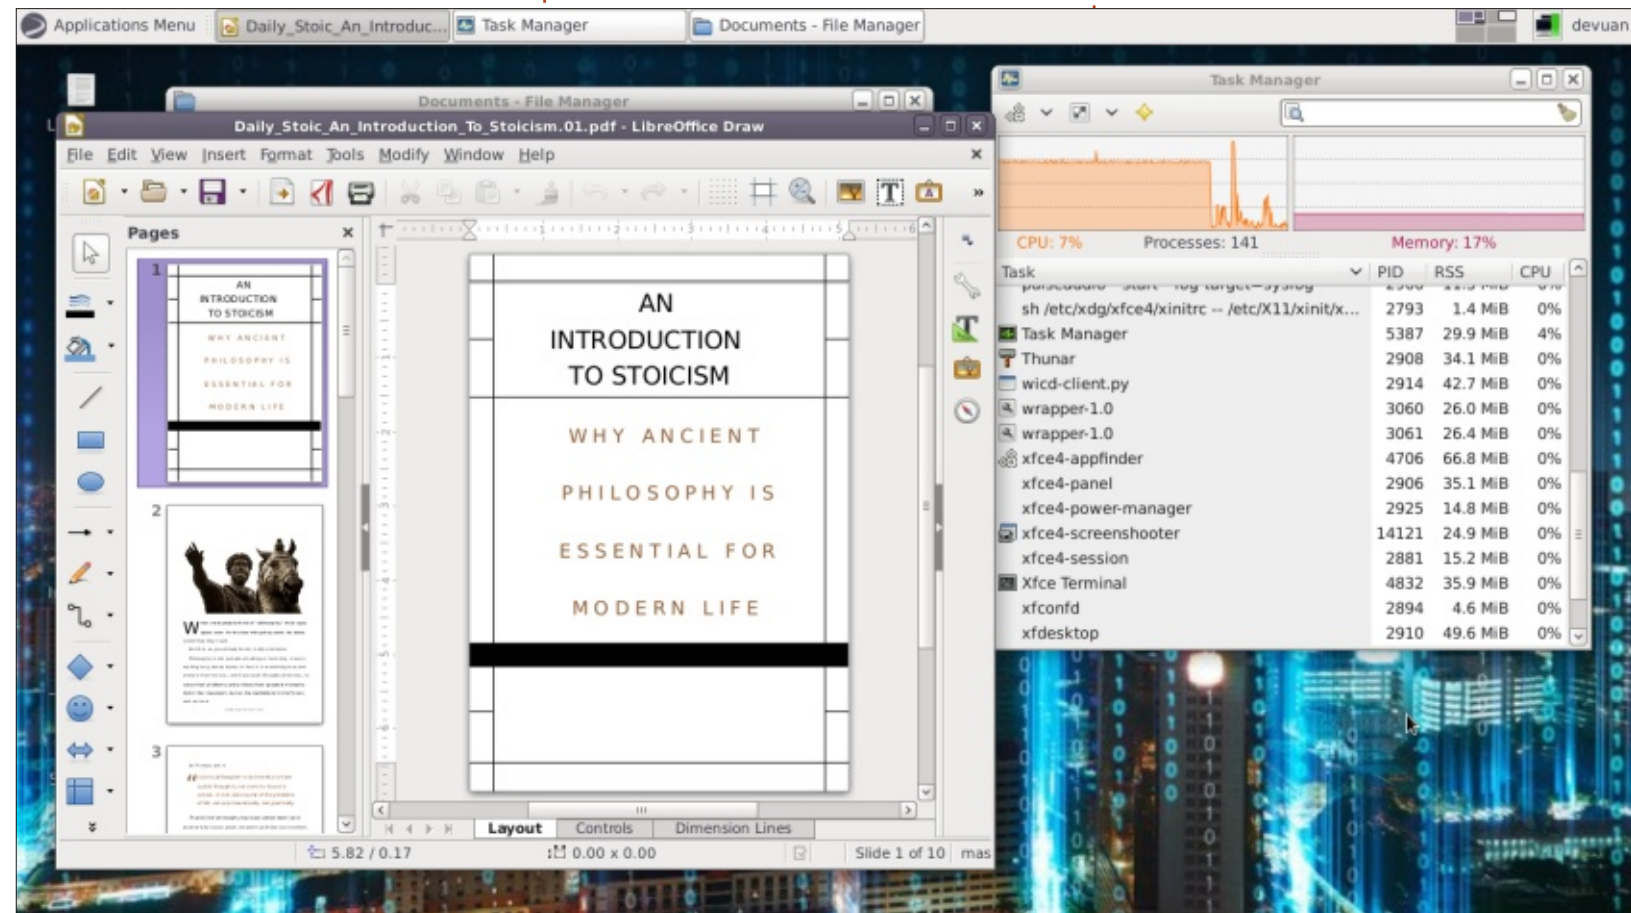 Applications Menu
Daily_Stoic_An_Introduc...
Task Manager
Documents - File Manager
devuan
Documents - File Manager
Daily_Stoic_An_Introduction_To_Stoicism.01.pdf - LibreOffice Draw
File Edit View Insert Format Tools Modify Window Help
Pages
1
AN
INTRODUCTION
TO STOICISM
WHY ANCIENT
PHILOSOPHY IS
ESSENTIAL FOR
MODERN LIFE
2
3
AN
INTRODUCTION
TO STOICISM
WHY ANCIENT
PHILOSOPHY IS
ESSENTIAL FOR
MODERN LIFE
Layout Controls Dimension Lines
5.82 / 0.17 0.00 x 0.00 Slide 1 of 10 mas
Task Manager
CPU: 7% Processes: 141 Memory: 17%
Task PID RSS CPU
sh /etc/xdg/xfce4/xinitrc -- /etc/X11/xinit/x... 2793 1.4 MiB 0%
Task Manager 5387 29.9 MiB 4%
Thunar 2908 34.1 MiB 0%
wicd-client.py 2914 42.7 MiB 0%
wrapper-1.0 3060 26.0 MiB 0%
wrapper-1.0 3061 26.4 MiB 0%
xfce4-appfinder 4706 66.8 MiB 0%
xfce4-panel 2906 35.1 MiB 0%
xfce4-power-manager 2925 14.8 MiB 0%
xfce4-screenshooter 14121 24.9 MiB 0%
xfce4-session 2881 15.2 MiB 0%
Xfce Terminal 4832 35.9 MiB 0%
xfconfd 2894 4.6 MiB 0%
xfdesktop 2910 49.6 MiB 0%